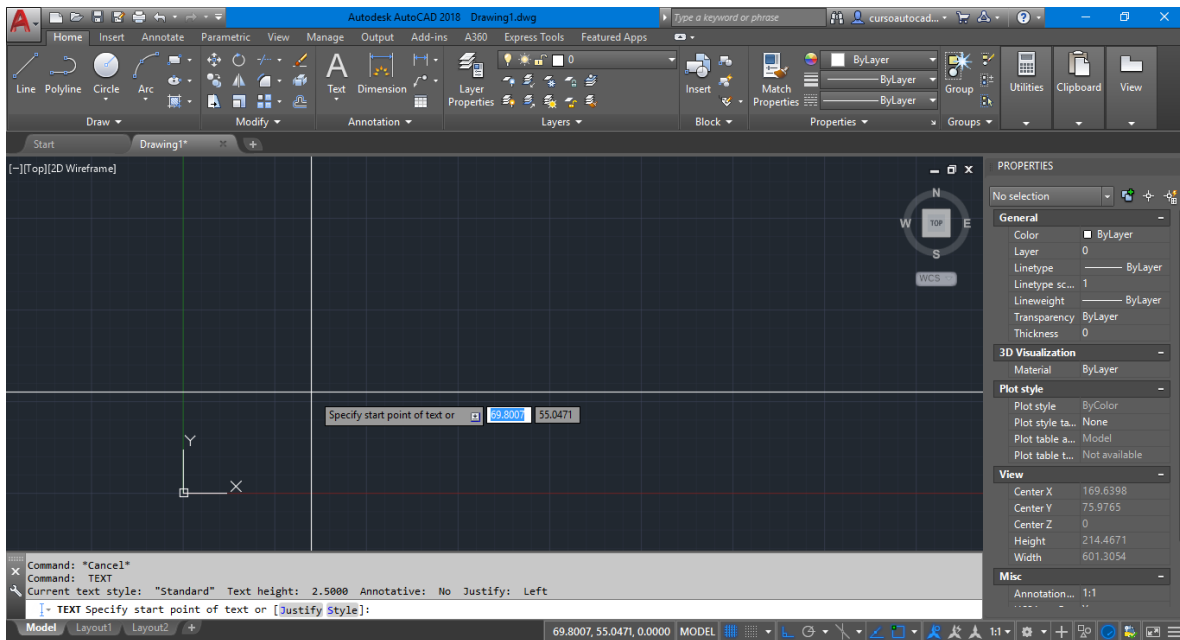 Autodesk AutoCAD 2018 Drawing1.dwg
Type a keyword or phrase
cursoautocad...
Home Insert Annotate Parametric View Manage Output Add-ins A360 Express Tools Featured Apps
Line Polyline Circle Arc
Text Dimension
Layer Properties
0
Insert
Match Properties
ByLayer
ByLayer
ByLayer
Group
Utilities Clipboard View
Draw Modify Annotation Layers Block Properties Groups
Start Drawing1*
[−][Top][2D Wireframe]
N
W TOP E
S
WCS
Specify start point of text or 69.8007 55.0471
Y
X
PROPERTIES
No selection
General
Color ByLayer
Layer 0
Linetype ByLayer
Linetype sc... 1
Lineweight ByLayer
Transparency ByLayer
Thickness 0
3D Visualization
Material ByLayer
Plot style
Plot style ByColor
Plot style ta... None
Plot table a... Model
Plot table t... Not available
View
Center X 169.6398
Center Y 75.9765
Center Z 0
Height 214.4671
Width 601.3054
Misc
Annotation... 1:1
Command: *Cancel*
Command: TEXT
Current text style: "Standard" Text height: 2.5000 Annotative: No Justify: Left
TEXT Specify start point of text or [Justify Style]:
Model Layout1 Layout2 +
69.8007, 55.0471, 0.0000 MODEL 1:1